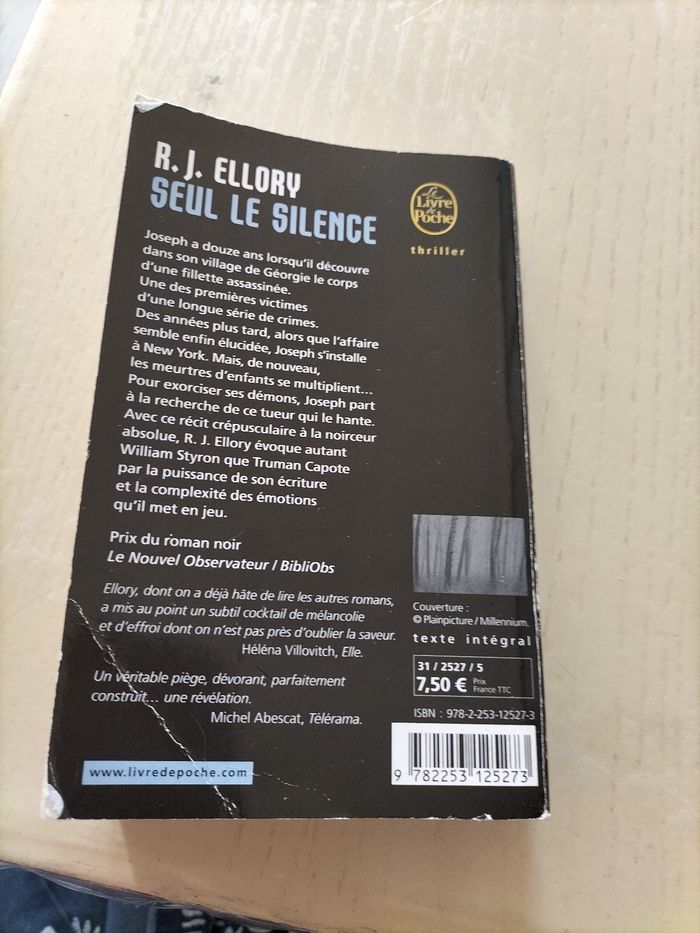 R. J. ELLORY
SEUL LE SILENCE
Le
Livre
de
Poche
thriller
Joseph a douze ans lorsqu'il découvre
dans son village de Géorgie le corps
d'une fillette assassinée.
Une des premières victimes
d'une longue série de crimes.
Des années plus tard, alors que l'affaire
semble enfin élucidée, Joseph s'installe
à New York. Mais, de nouveau,
les meurtres d'enfants se multiplient...
Pour exorciser ses démons, Joseph part
à la recherche de ce tueur qui le hante.
Avec ce récit crépusculaire à la noirceur
absolue, R. J. Ellory évoque autant
William Styron que Truman Capote
par la puissance de son écriture
et la complexité des émotions
qu'il met en jeu.
Prix du roman noir
Le Nouvel Observateur / BibliObs
Ellory, dont on a déjà hâte de lire les autres romans,
a mis au point un subtil cocktail de mélancolie
et d'effroi dont on n'est pas près d'oublier la saveur.
Héléna Villovitch, Elle.
Un véritable piège, dévorant, parfaitement
construit... une révélation.
Michel Abescat, Télérama.
www.livredepoche.com
Couverture :
© Plainpicture / Millennium.
texte intégral
31 / 2527 / 5
7,50 € Prix
France TTC
ISBN : 978-2-253-12527-3
9 782253 125273